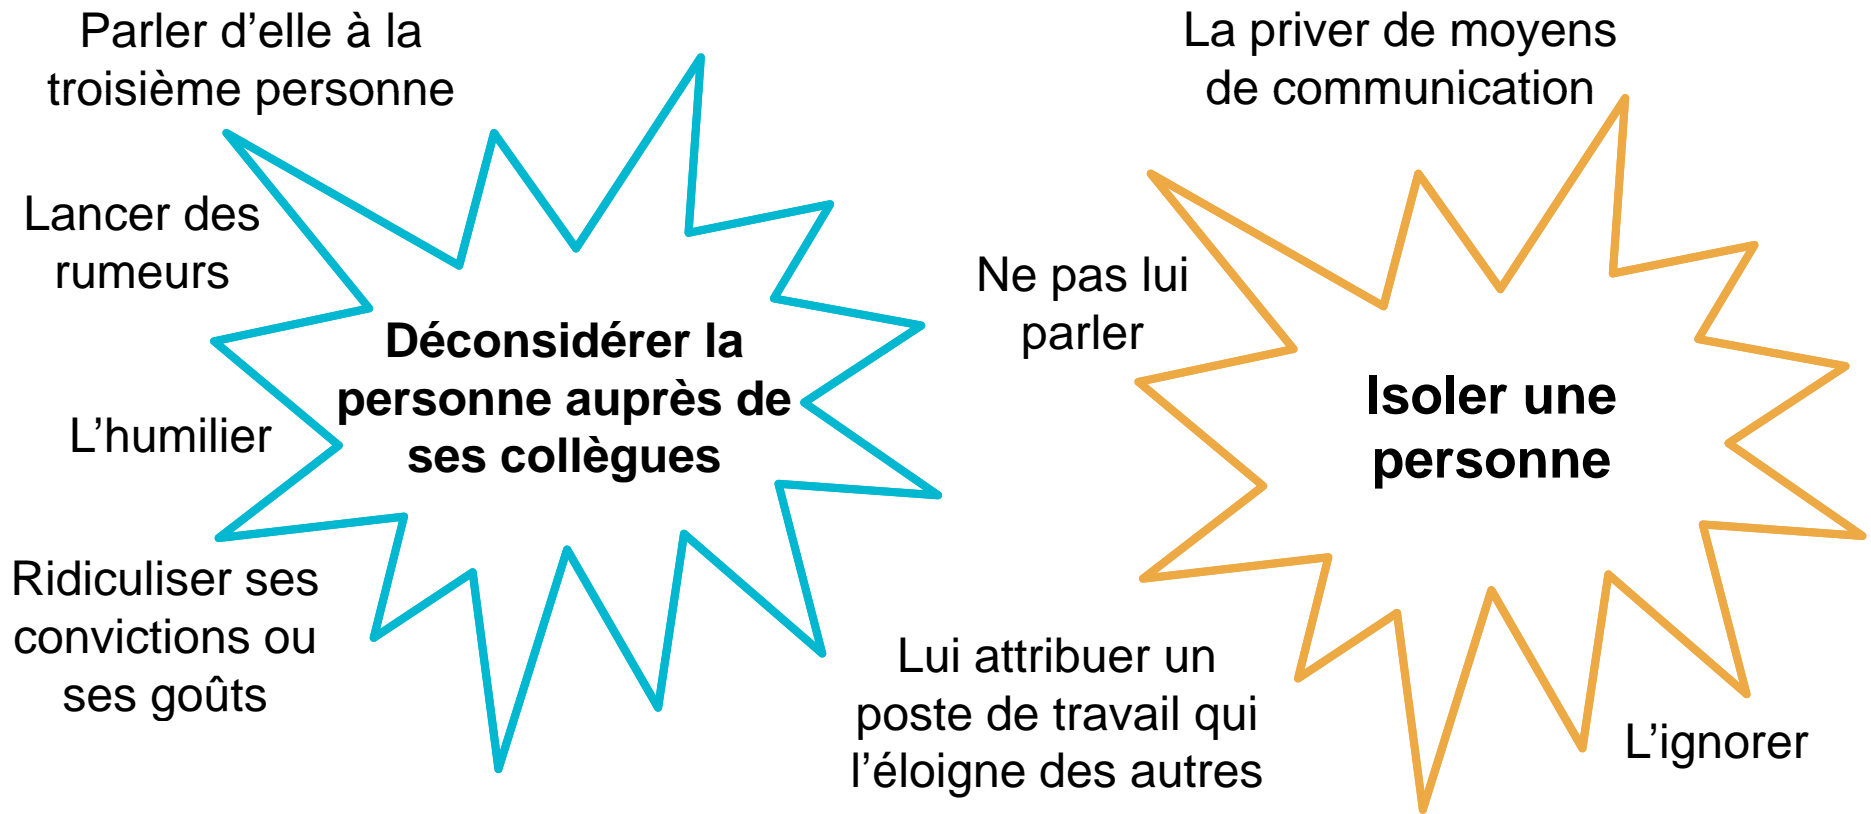 Parler d’elle à la
troisième personne
Lancer des
rumeurs
L’humilier
Ridiculiser ses
convictions ou
ses goûts
Déconsidérer la
personne auprès de
ses collègues
La priver de moyens
de communication
Ne pas lui
parler
Isoler une
personne
Lui attribuer un
poste de travail qui
l’éloigne des autres
L’ignorer